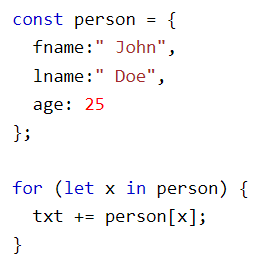 const person = {
  fname:" John",
  lname:" Doe",
  age: 25
};

for (let x in person) {
  txt += person[x];
}